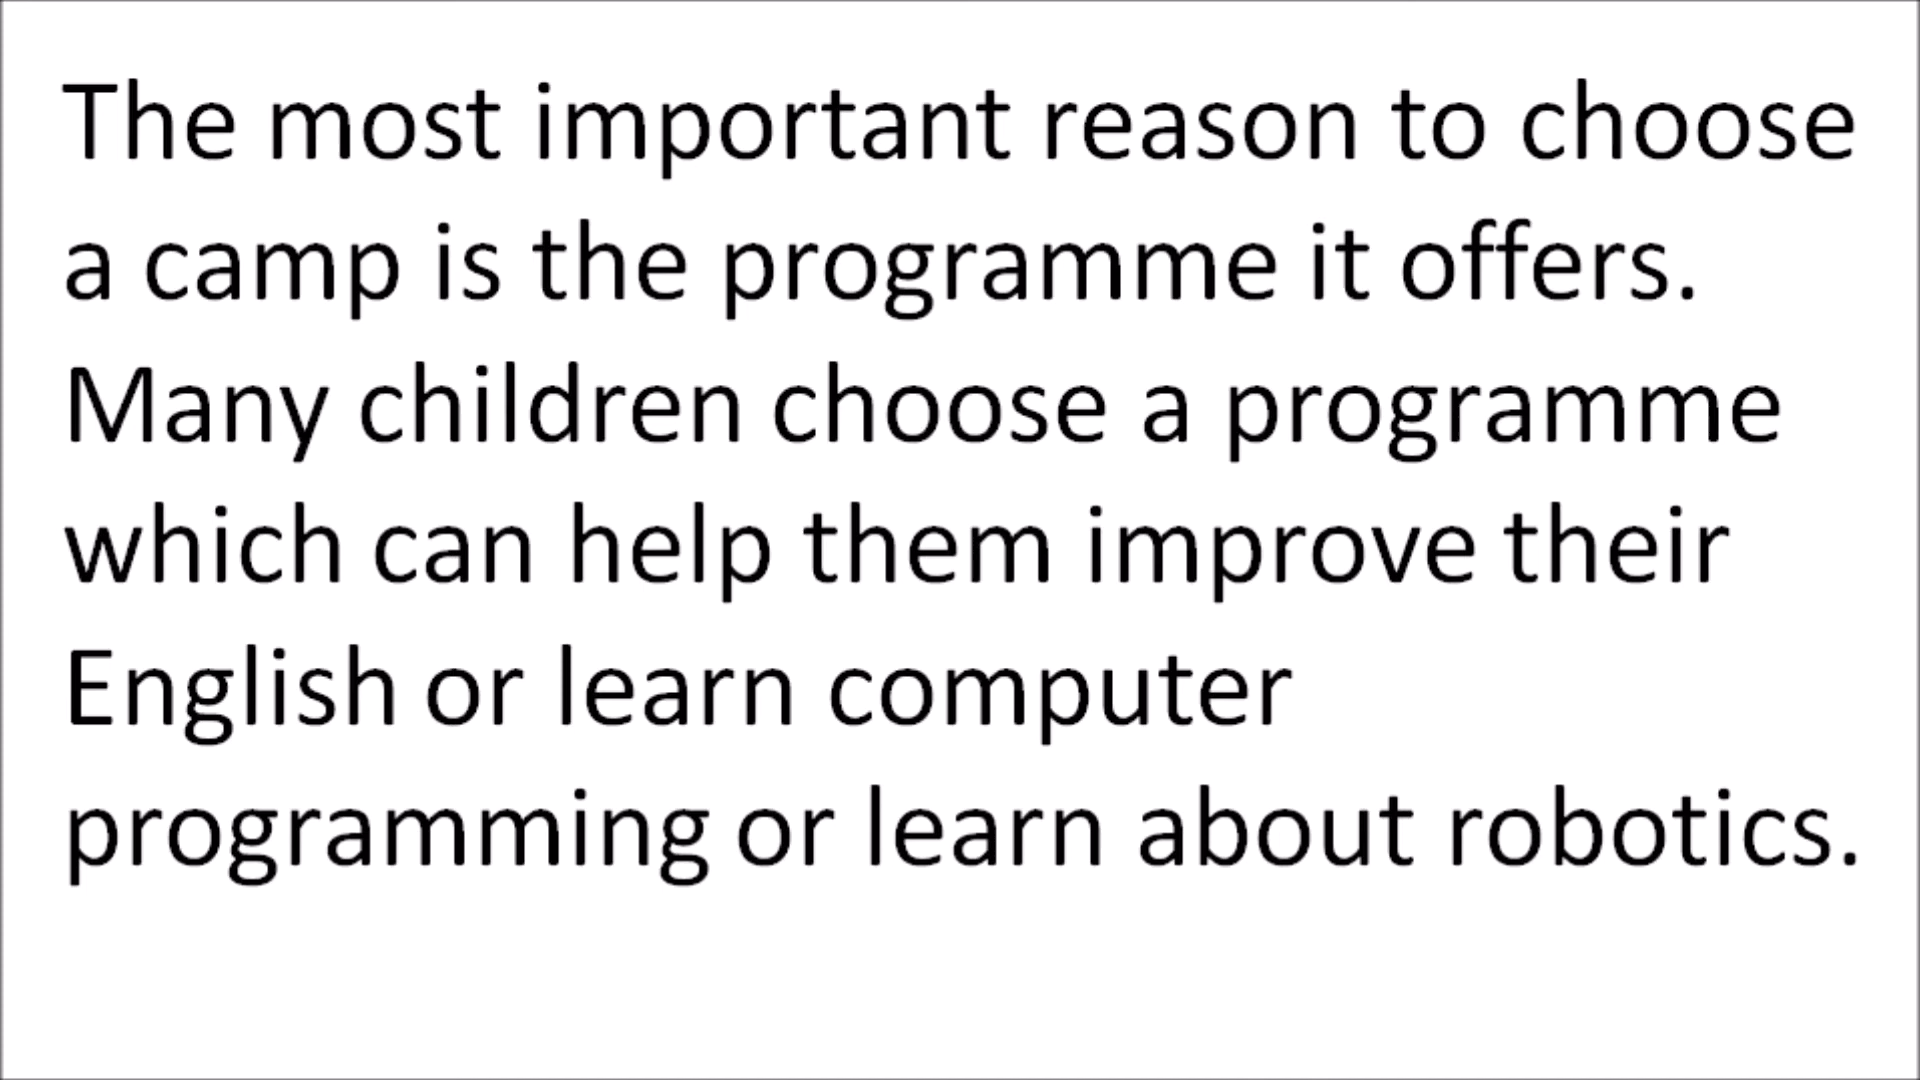 The most important reason to choose
a camp is the programme it offers.
Many children choose a programme
which can help them improve their
English or learn computer
programming or learn about robotics.